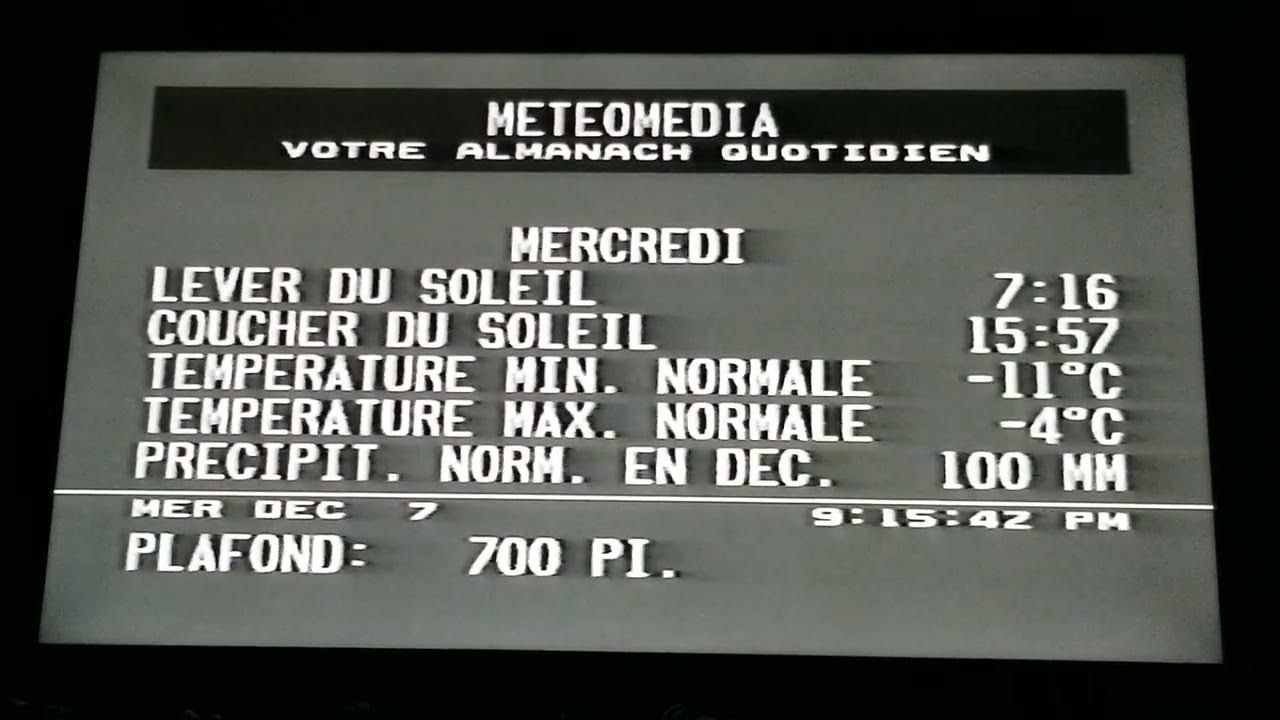 METEOMEDIA
VOTRE ALMANACH QUOTIDIEN
MERCREDI
LEVER DU SOLEIL 7:16
COUCHER DU SOLEIL 15:57
TEMPERATURE MIN. NORMALE -11°C
TEMPERATURE MAX. NORMALE -4°C
PRECIPIT. NORM. EN DEC. 100 MM
MER DEC 7 9:15:42 PM
PLAFOND: 700 PI.